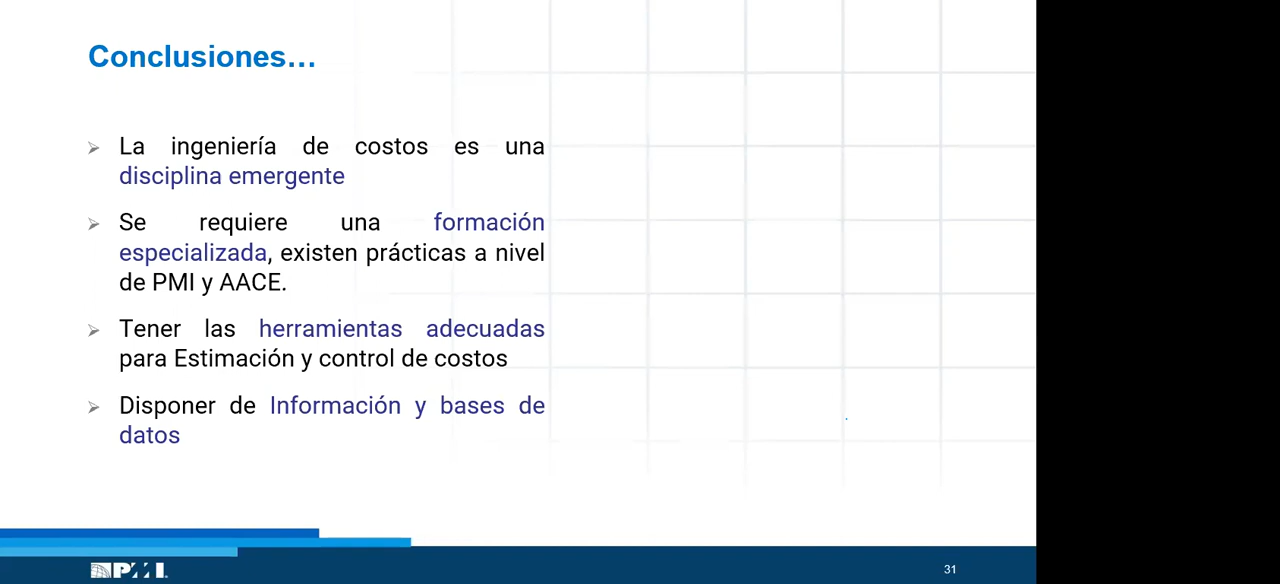 Conclusiones...
La ingeniería de costos es una
disciplina emergente
Se requiere una formación
especializada, existen prácticas a nivel
de PMI y AACE.
Tener las herramientas adecuadas
para Estimación y control de costos
Disponer de Información y bases de
datos
PMI
31